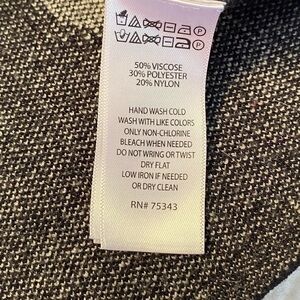 50% VISCOSE
30% POLYESTER
20% NYLON
HAND WASH COLD
WASH WITH LIKE COLORS
ONLY NON-CHLORINE
BLEACH WHEN NEEDED
DO NOT WRING OR TWIST
DRY FLAT
LOW IRON IF NEEDED
OR DRY CLEAN
RN# 75343